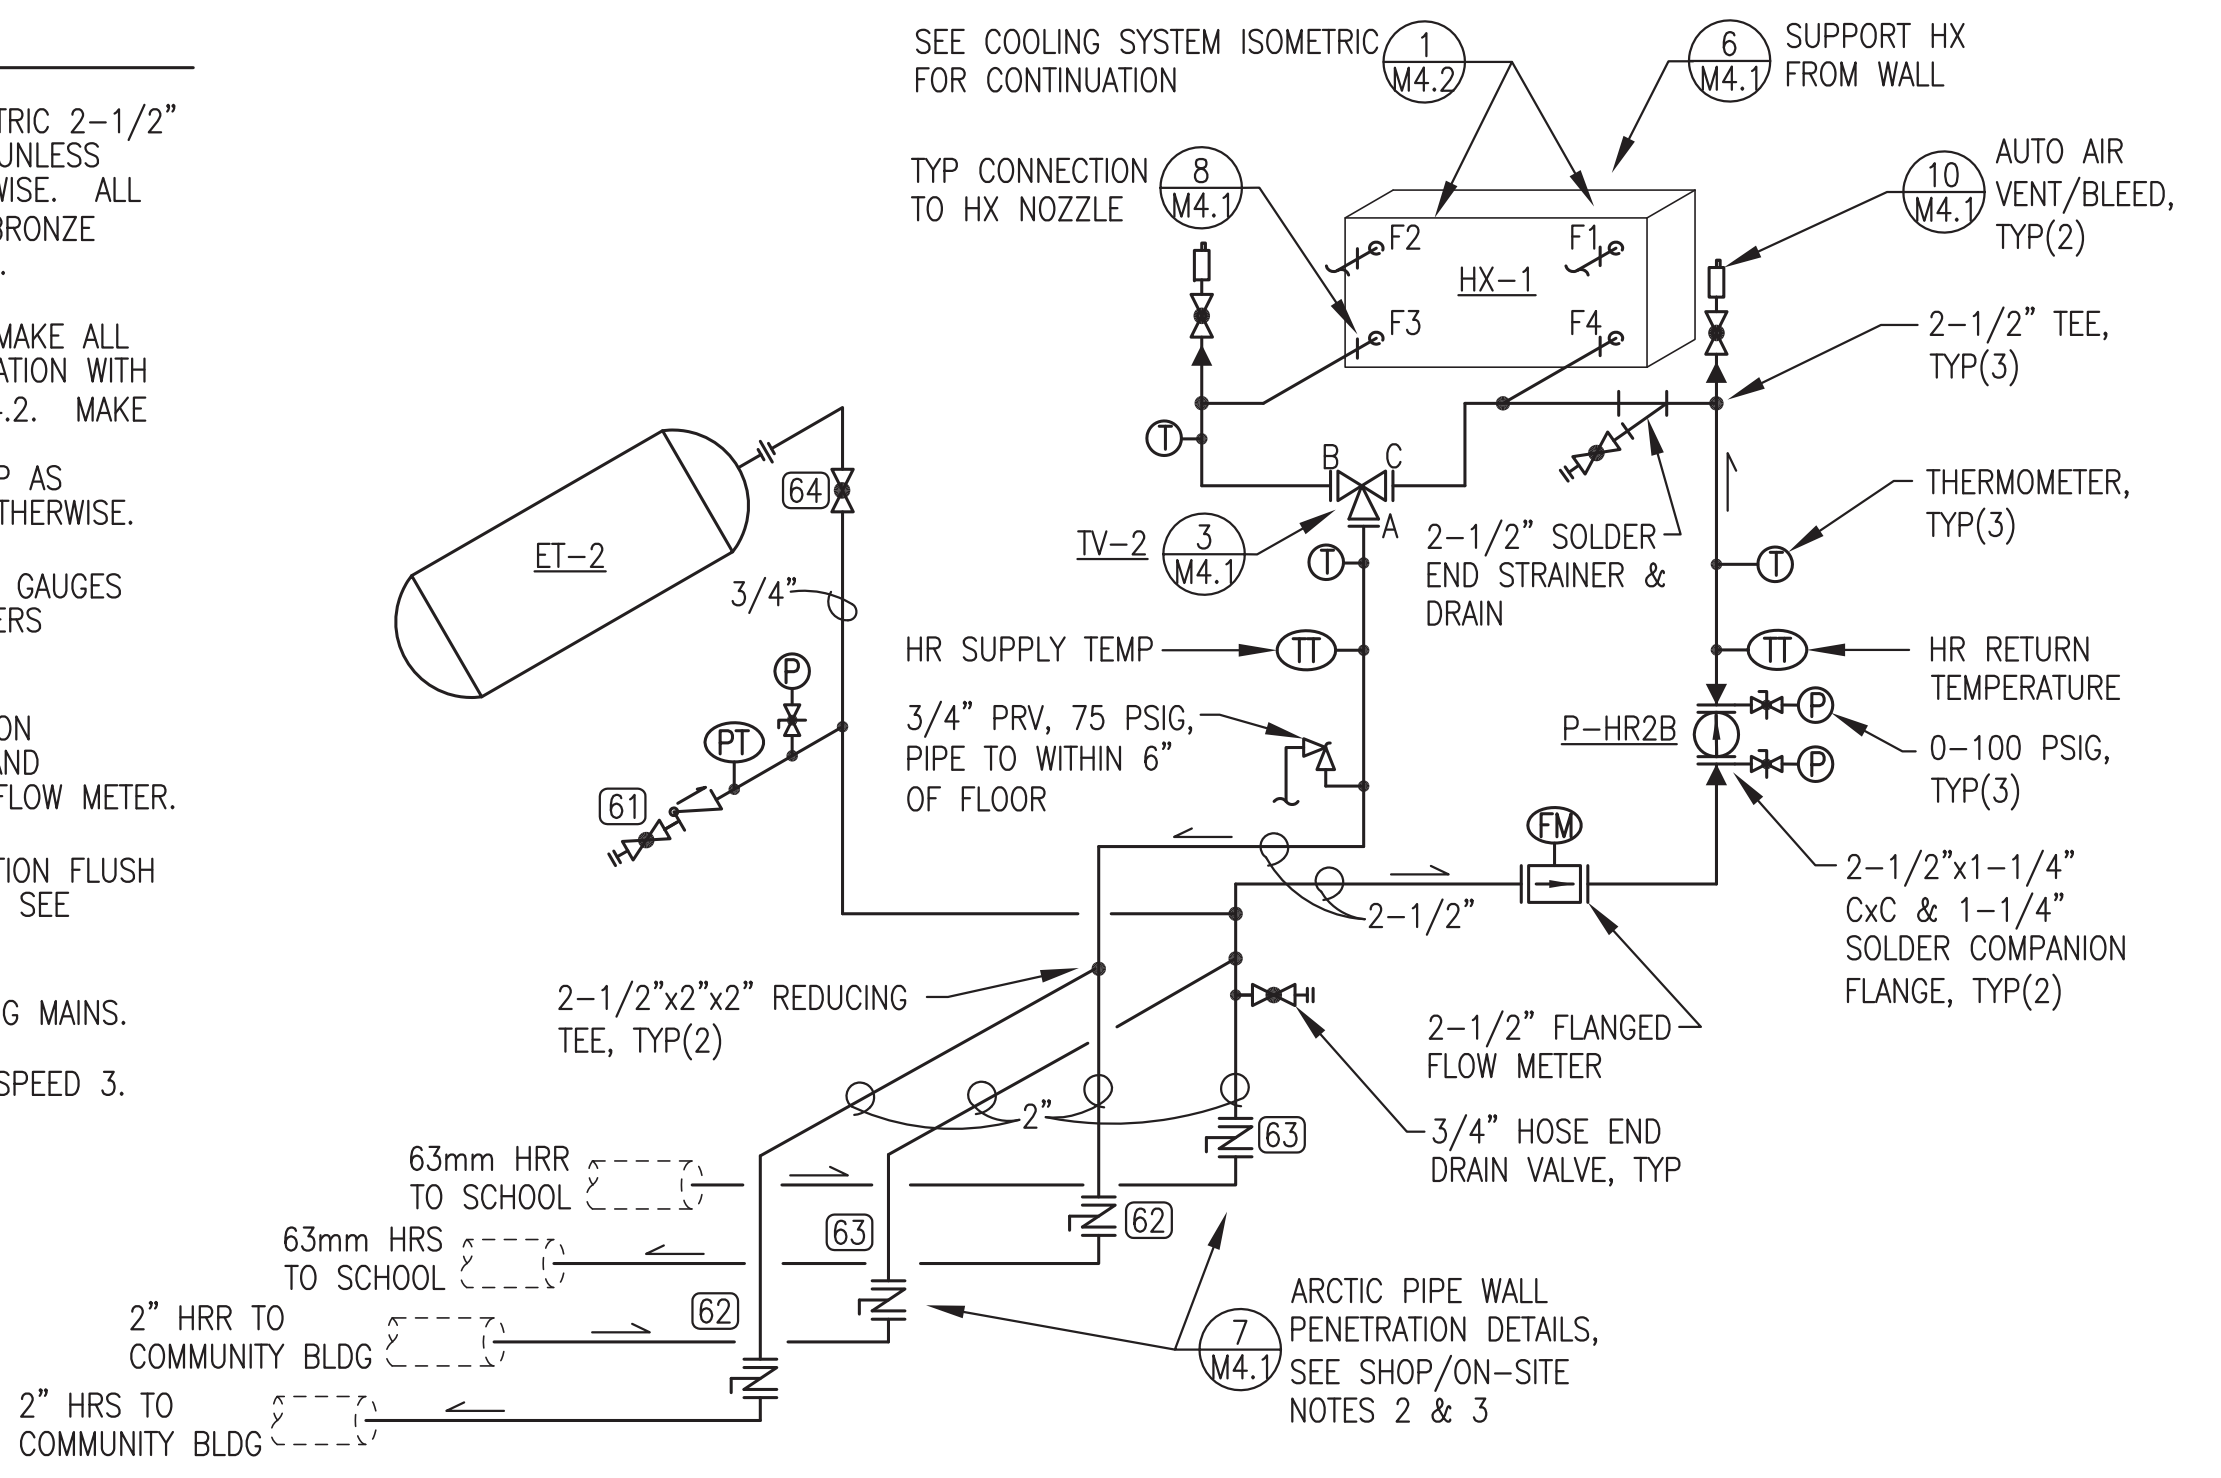 TRIC 2-1/2"
UNLESS
WISE. ALL
BRONZE
.
MAKE ALL
ATION WITH
4.2. MAKE
P AS
THERWISE.
GAUGES
ERS
ON
AND
FLOW METER.
TION FLUSH
SEE
G MAINS.
SPEED 3.
SEE COOLING SYSTEM ISOMETRIC
FOR CONTINUATION
1
M4.2
6
M4.1
SUPPORT HX
FROM WALL
TYP CONNECTION
TO HX NOZZLE
8
M4.1
10
M4.1
AUTO AIR
VENT/BLEED,
TYP(2)
F2
F1
HX-1
F3
F4
2-1/2" TEE,
TYP(3)
T
B
C
A
64
ET-2
3/4"
TV-2
3
M4.1
T
2-1/2" SOLDER
END STRAINER &
DRAIN
THERMOMETER,
TYP(3)
T
HR SUPPLY TEMP
TT
TT
HR RETURN
TEMPERATURE
P
PT
61
3/4" PRV, 75 PSIG,
PIPE TO WITHIN 6"
OF FLOOR
P-HR2B
P
P
0-100 PSIG,
TYP(3)
FM
2-1/2"
2-1/2"x1-1/4"
CxC & 1-1/4"
SOLDER COMPANION
FLANGE, TYP(2)
2-1/2"x2"x2" REDUCING
TEE, TYP(2)
2-1/2" FLANGED
FLOW METER
2"
63
3/4" HOSE END
DRAIN VALVE, TYP
63mm HRR
TO SCHOOL
62
63
63mm HRS
TO SCHOOL
62
2" HRR TO
COMMUNITY BLDG
7
M4.1
ARCTIC PIPE WALL
PENETRATION DETAILS,
SEE SHOP/ON-SITE
NOTES 2 & 3
2" HRS TO
COMMUNITY BLDG